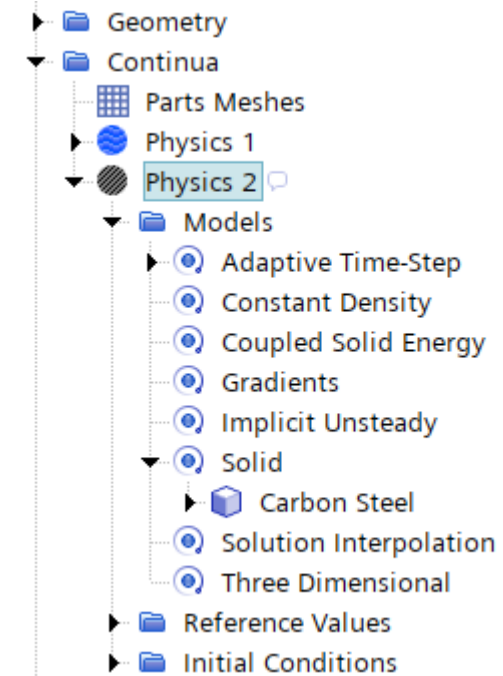 Geometry
Continua
Parts Meshes
Physics 1
Physics 2
Models
Adaptive Time-Step
Constant Density
Coupled Solid Energy
Gradients
Implicit Unsteady
Solid
Carbon Steel
Solution Interpolation
Three Dimensional
Reference Values
Initial Conditions